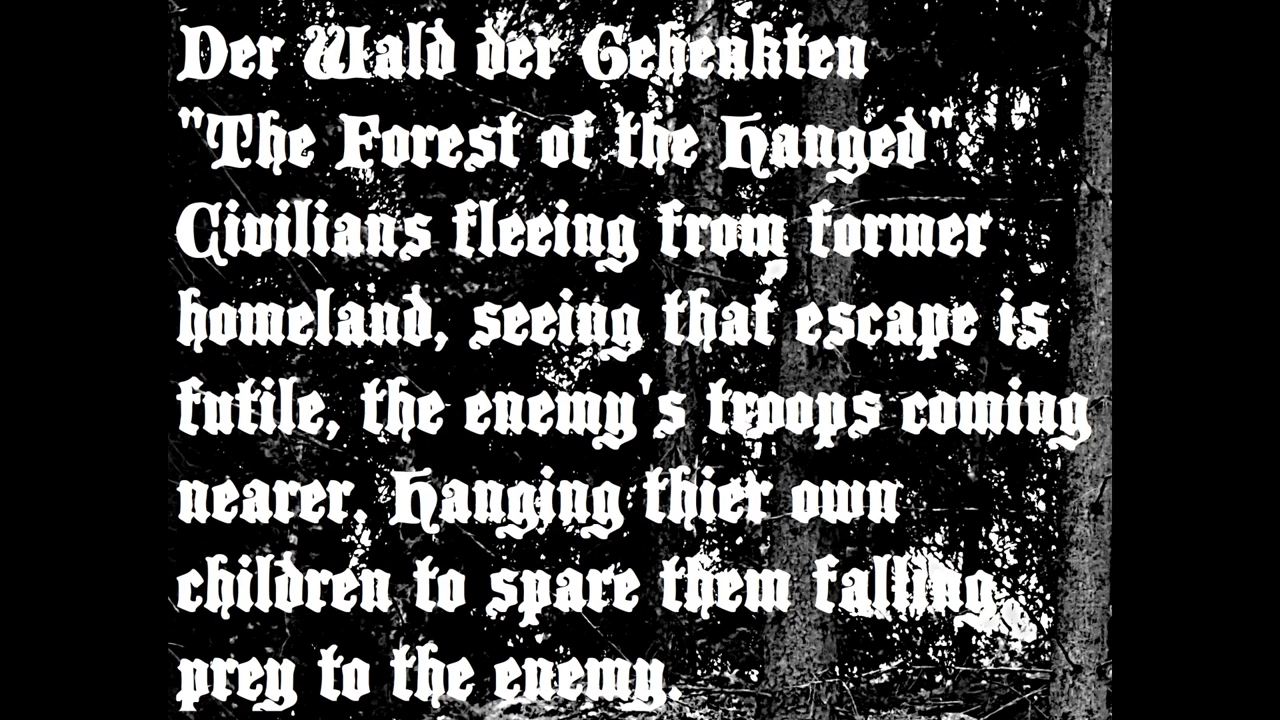 Der Wald der Gehenkten
"The Forest of the Hanged":
Civilians fleeing from former
homeland, seeing that escape is
futile, the enemy's troops coming
nearer. Hanging thier own
children to spare them falling
prey to the enemy.